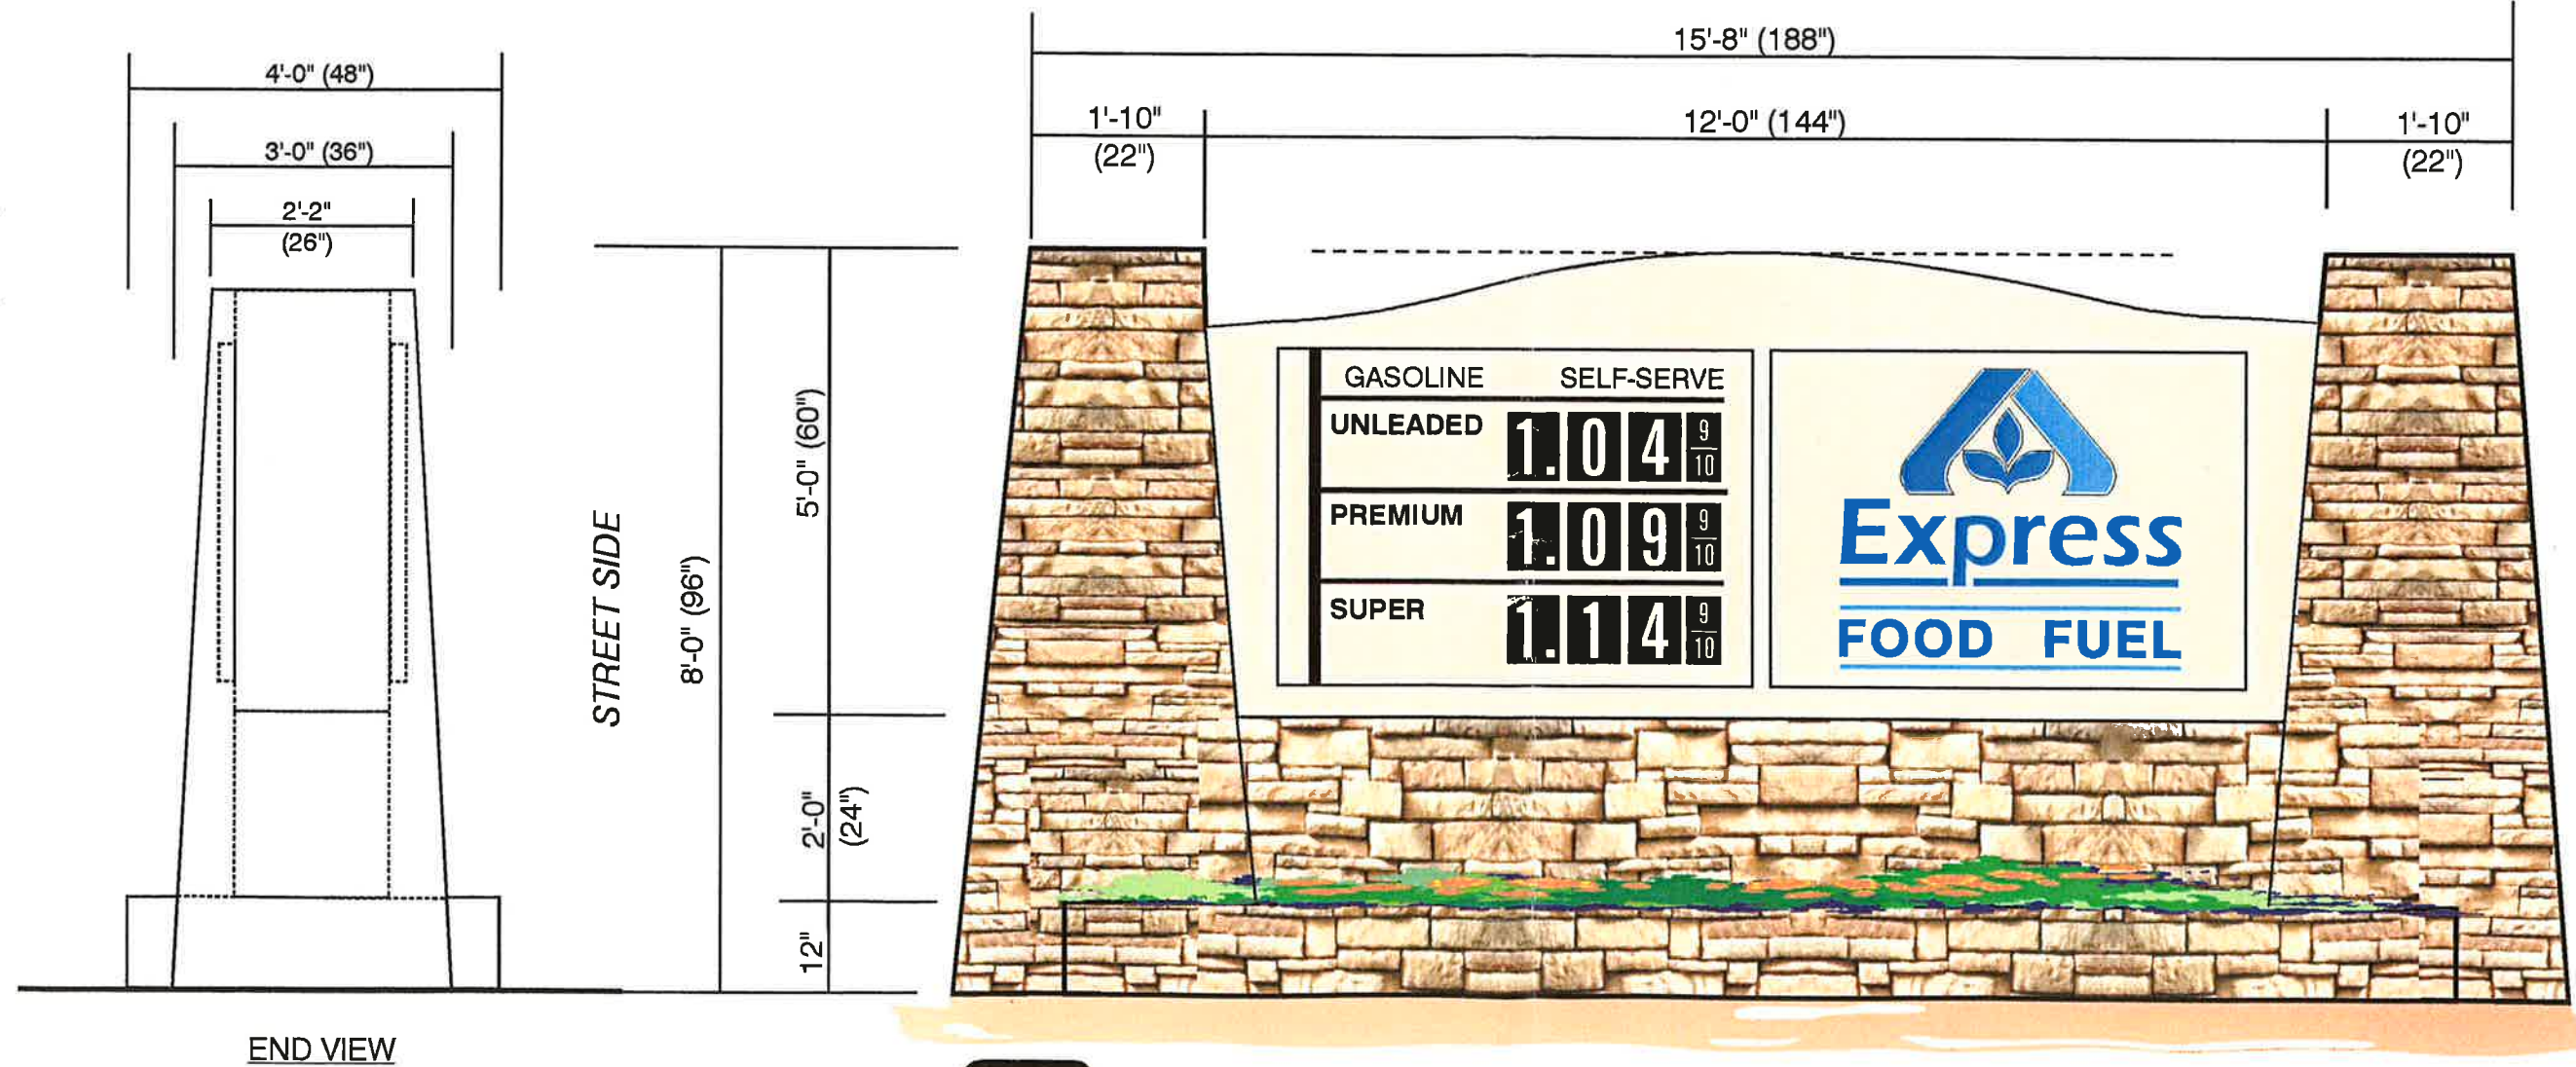 4'-0" (48")
3'-0" (36")
2'-2"
(26")
END VIEW
STREET SIDE
8'-0" (96")
5'-0" (60")
2'-0"
(24")
12"
15'-8" (188")
1'-10"
(22")
12'-0" (144")
1'-10"
(22")
GASOLINE SELF-SERVE
UNLEADED 1.04 9/10
PREMIUM 1.09 9/10
SUPER 1.14 9/10
Express
FOOD FUEL